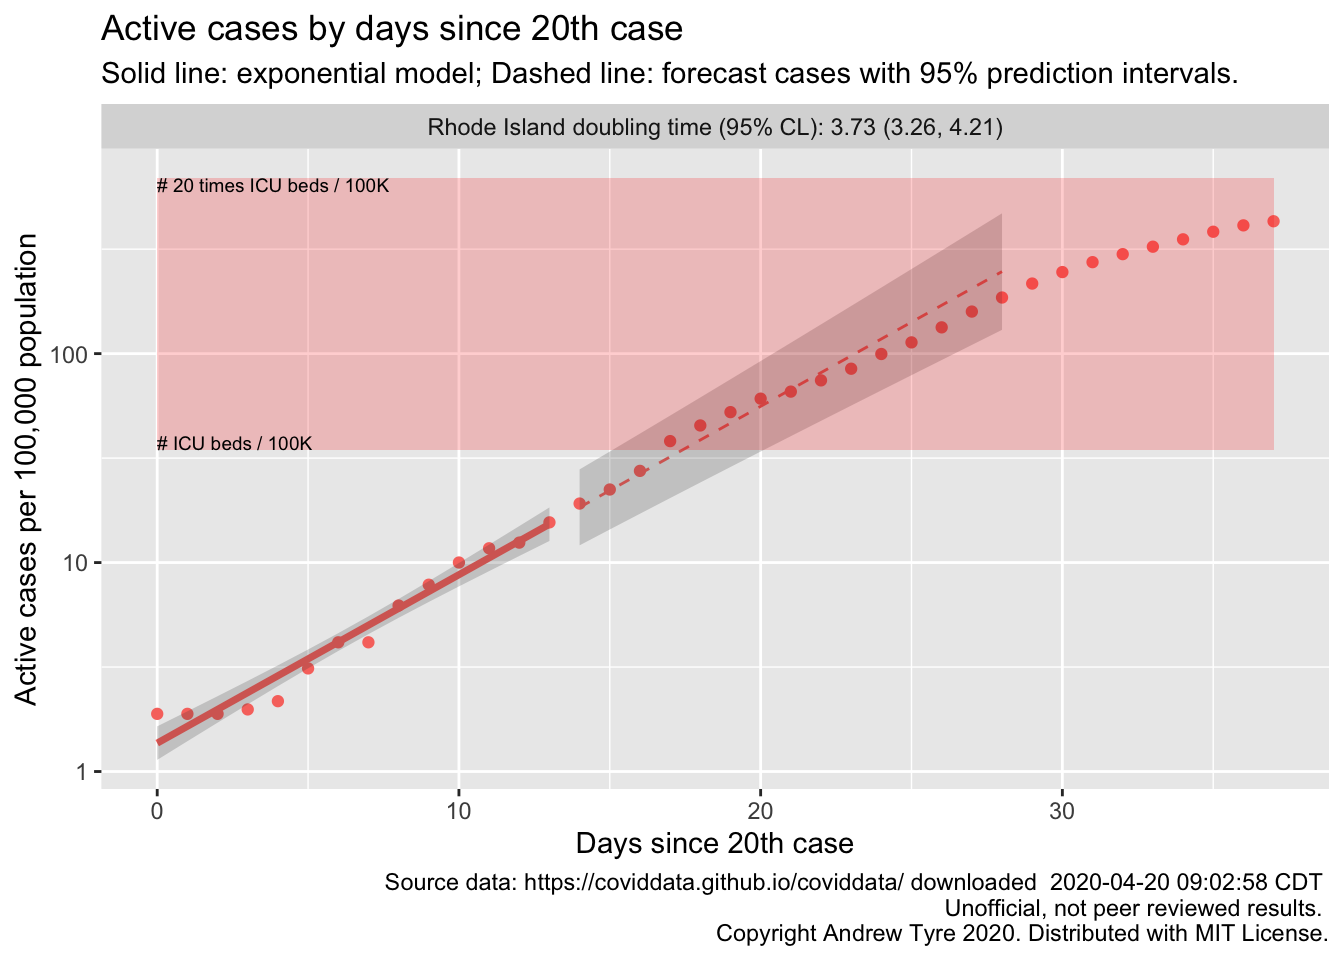 Active cases by days since 20th case
Solid line: exponential model; Dashed line: forecast cases with 95% prediction intervals.
Rhode Island doubling time (95% CL): 3.73 (3.26, 4.21)
# 20 times ICU beds / 100K
# ICU beds / 100K
Active cases per 100,000 population
100
10
1
0 10 20 30
Days since 20th case
Source data: https://coviddata.github.io/coviddata/ downloaded  2020-04-20 09:02:58 CDT
Unofficial, not peer reviewed results.
Copyright Andrew Tyre 2020. Distributed with MIT License.